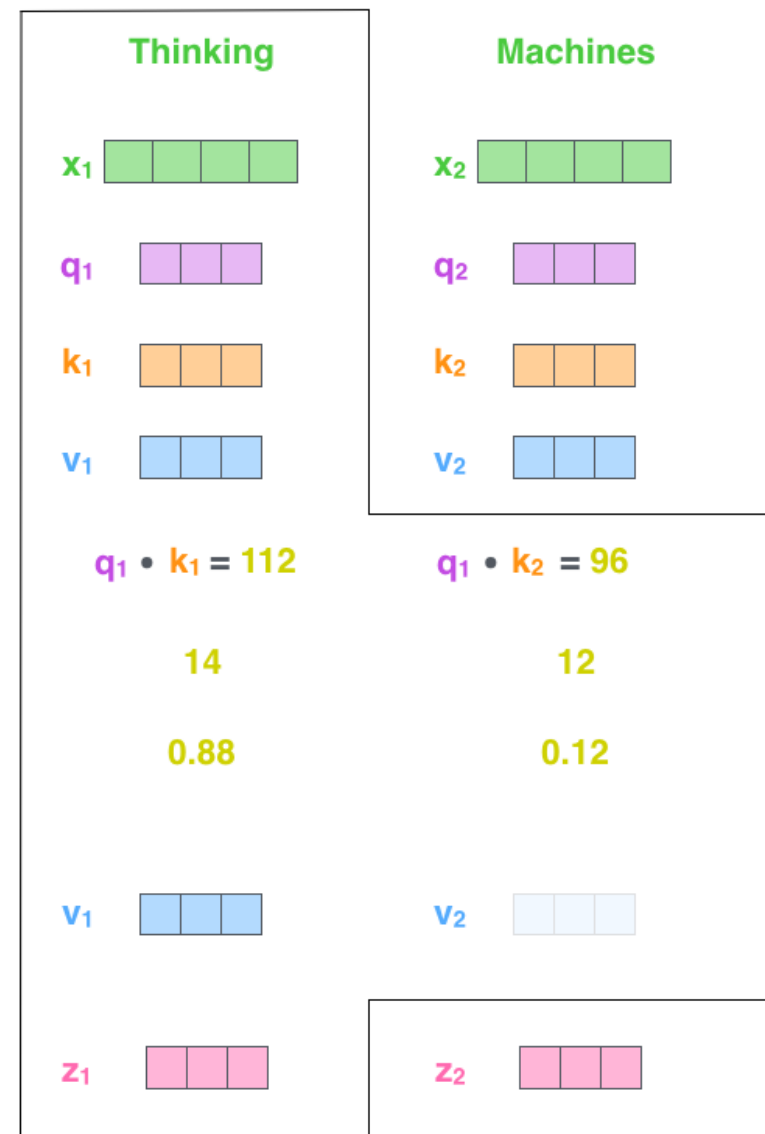 Thinking Machines
x₁ x₂
q₁ q₂
k₁ k₂
v₁ v₂
q₁ • k₁ = 112 q₁ • k₂ = 96
14 12
0.88 0.12
v₁ v₂
z₁ z₂